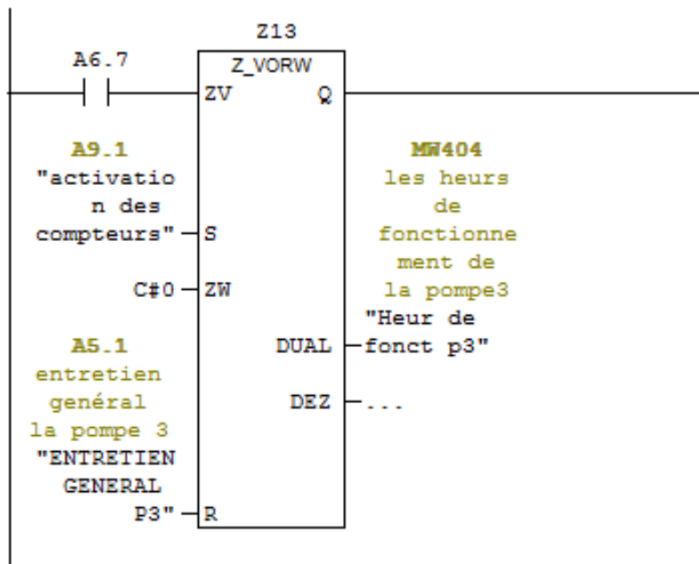 Z13
A6.7
Z_VORW
ZV
Q
A9.1
"activatio
n des
compteurs"
S
C#0
ZW
MW404
les heurs
de
fonctionne
ment de
la pompe3
"Heur de
fonct p3"
DUAL
DEZ
...
A5.1
entretien
genéral
la pompe 3
"ENTRETIEN
GENERAL
P3"
R